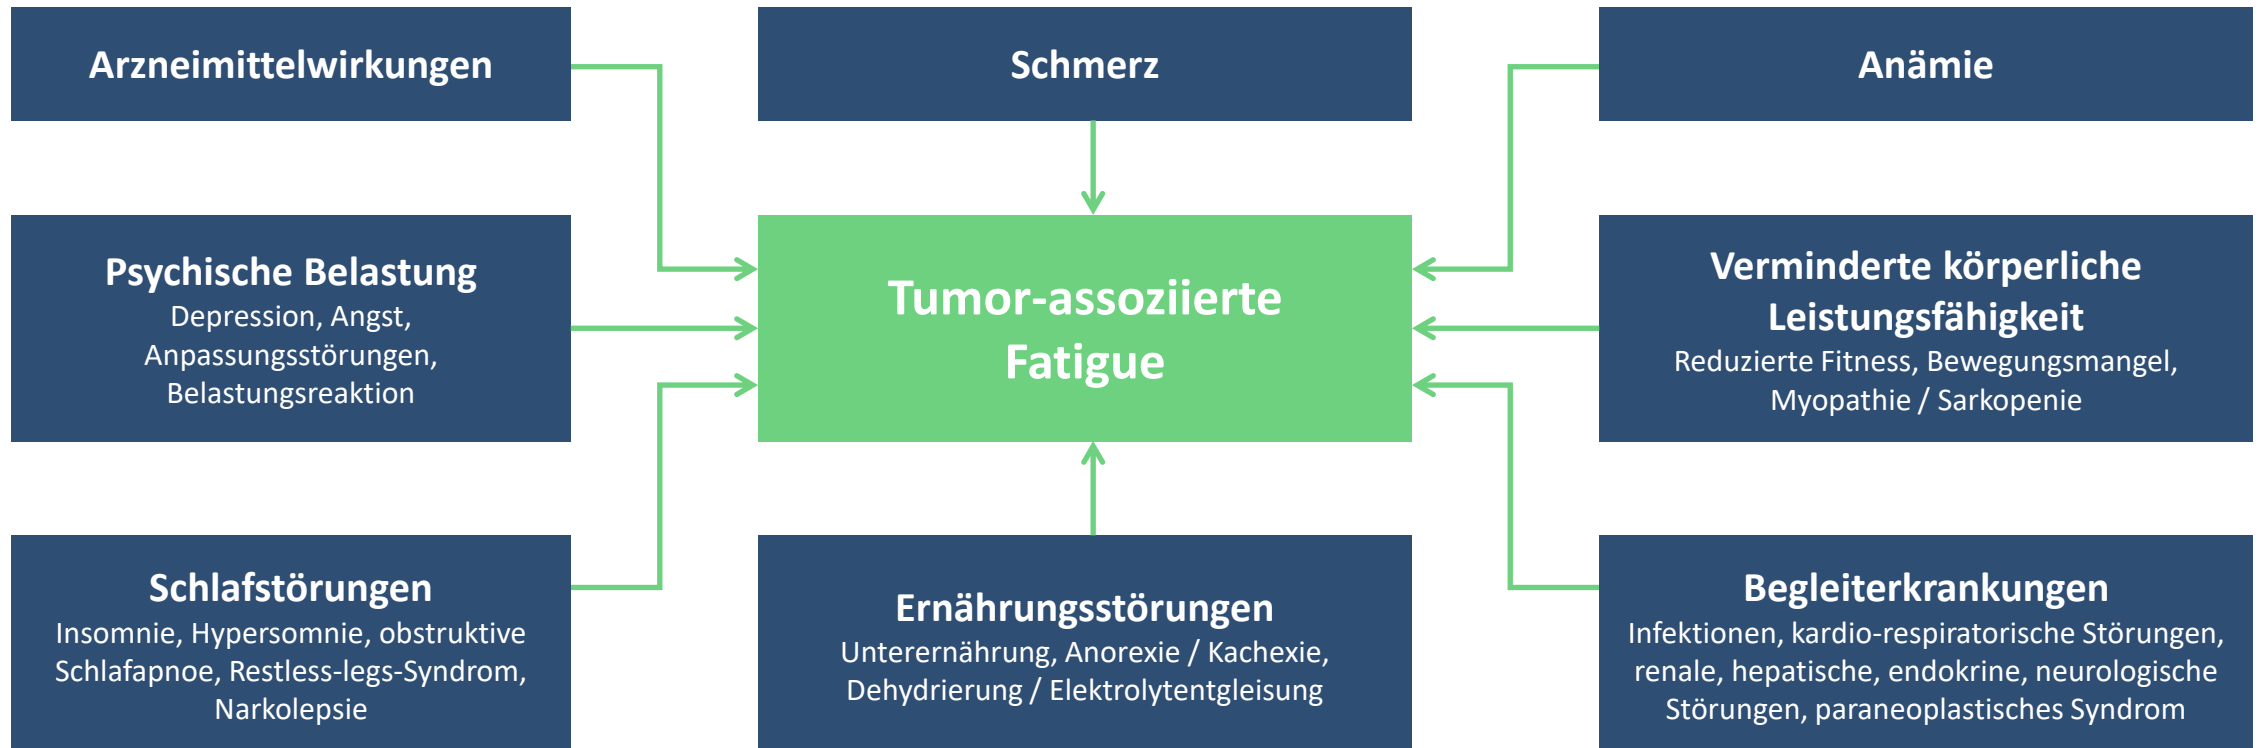 Arzneimittelwirkungen
Schmerz
Anämie
Psychische Belastung
Depression, Angst,
Anpassungsstörungen,
Belastungsreaktion
Tumor-assoziierte
Fatigue
Verminderte körperliche
Leistungsfähigkeit
Reduzierte Fitness, Bewegungsmangel,
Myopathie / Sarkopenie
Schlafstörungen
Insomnie, Hypersomnie, obstruktive
Schlafapnoe, Restless-legs-Syndrom,
Narkolepsie
Ernährungsstörungen
Unterernährung, Anorexie / Kachexie,
Dehydrierung / Elektrolytentgleisung
Begleiterkrankungen
Infektionen, kardio-respiratorische Störungen,
renale, hepatische, endokrine, neurologische
Störungen, paraneoplastisches Syndrom